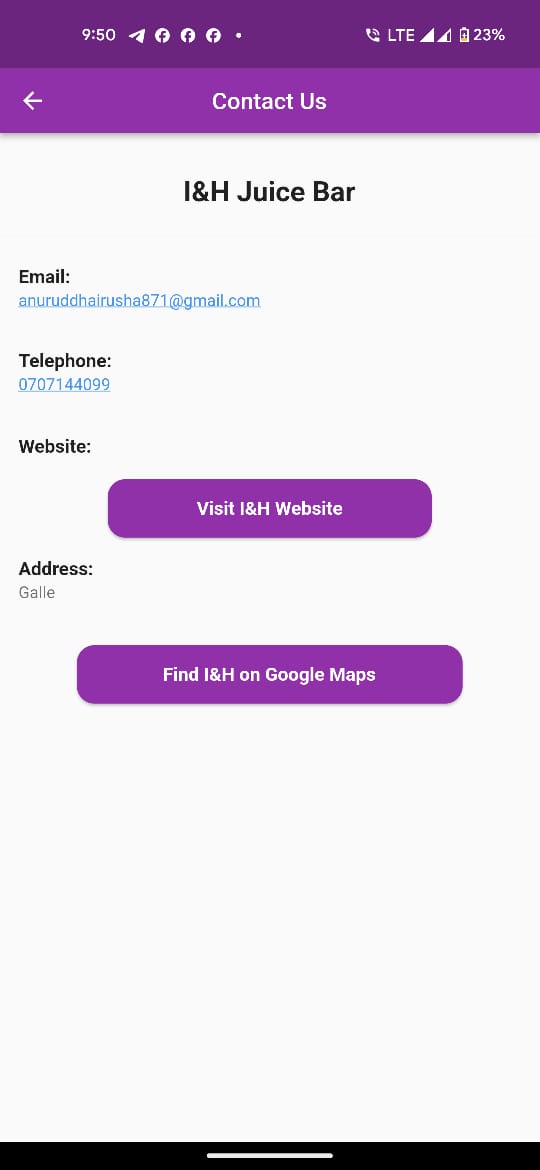 9:50
LTE 23%
Contact Us
I&H Juice Bar
Email:
anuruddhairusha871@gmail.com
Telephone:
0707144099
Website:
Visit I&H Website
Address:
Galle
Find I&H on Google Maps